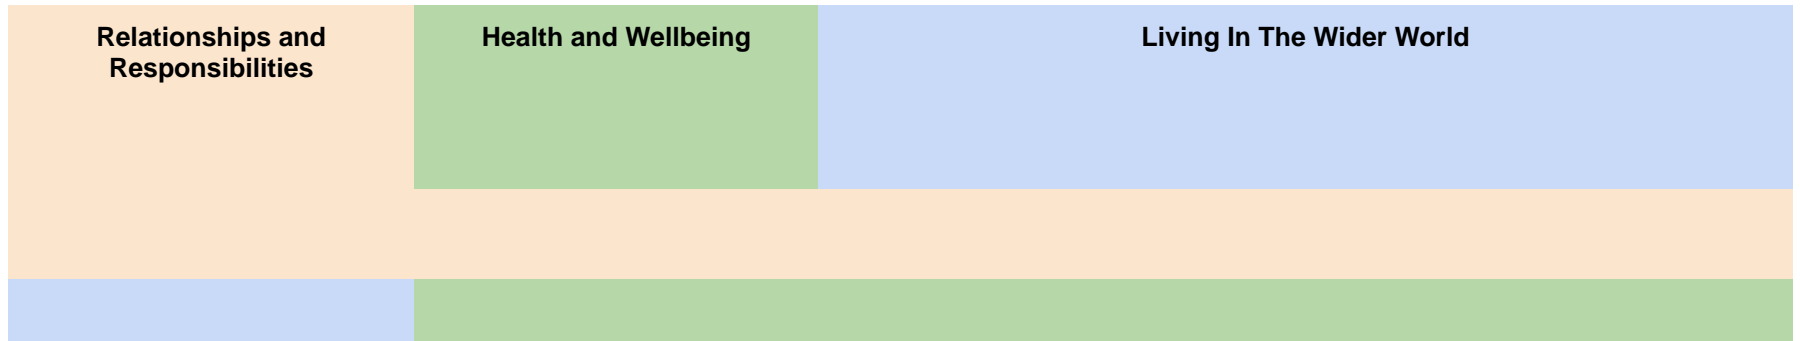 Relationships and
Responsibilities
Health and Wellbeing
Living In The Wider World